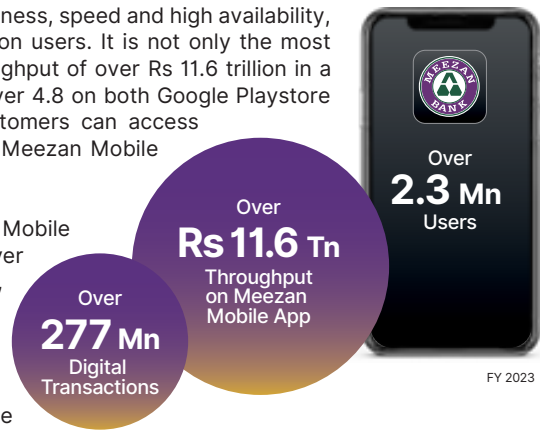 ness, speed and high availability,
on users. It is not only the most
ghput of over Rs 11.6 trillion in a
ver 4.8 on both Google Playstore
tomers can access
Meezan Mobile
Mobile
ver
Over
Rs 11.6 Tn
Throughput
on Meezan
Mobile App
Over
277 Mn
Digital
Transactions
e
MEEZAN
BANK
Over
2.3 Mn
Users
FY 2023